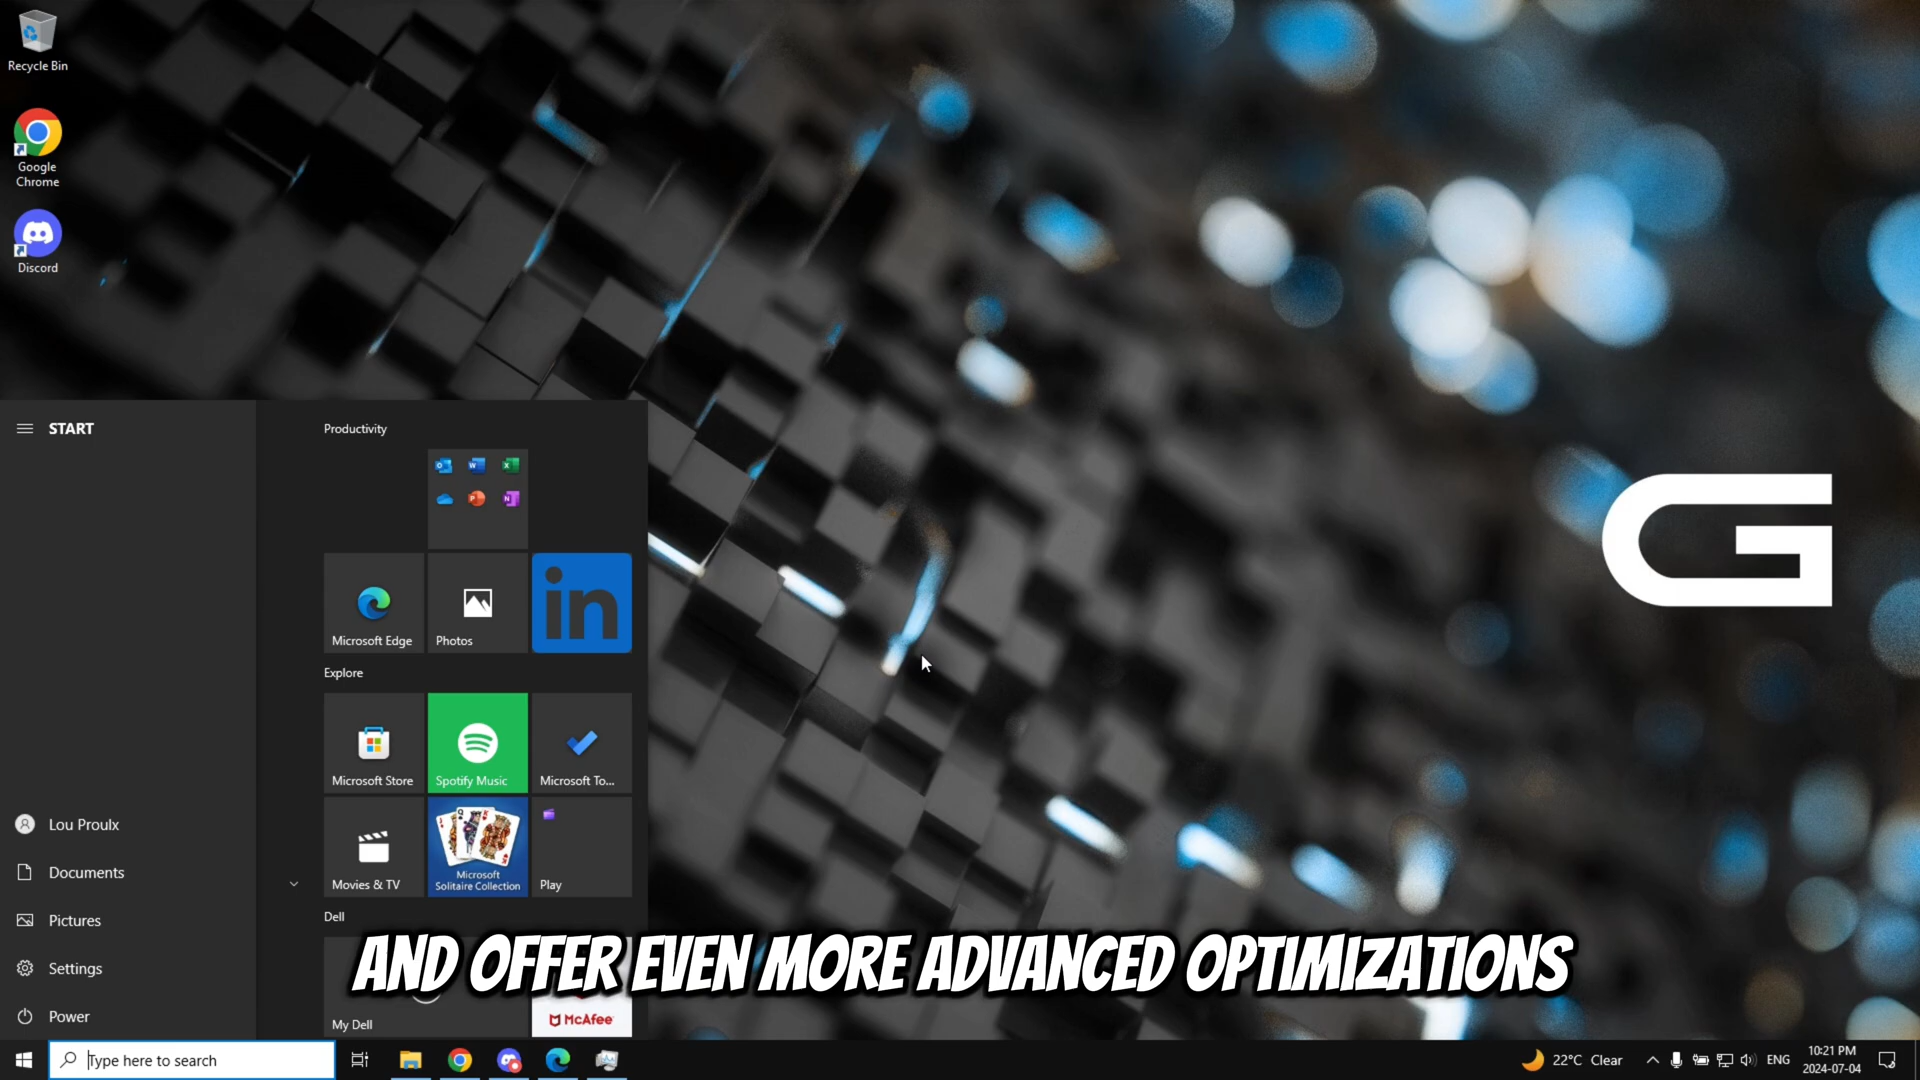 Recycle Bin
Google
Chrome
Discord
START
Productivity
Microsoft Edge
Photos
in
Explore
Microsoft Store
Spotify Music
Microsoft To...
Movies & TV
Microsoft
Solitaire Collection
Play
Dell
My Dell
McAfee
Lou Proulx
Documents
Pictures
Settings
Power
G
AND OFFER EVEN MORE ADVANCED OPTIMIZATIONS
Type here to search
22°C Clear
ENG
10:21 PM
2024-07-04